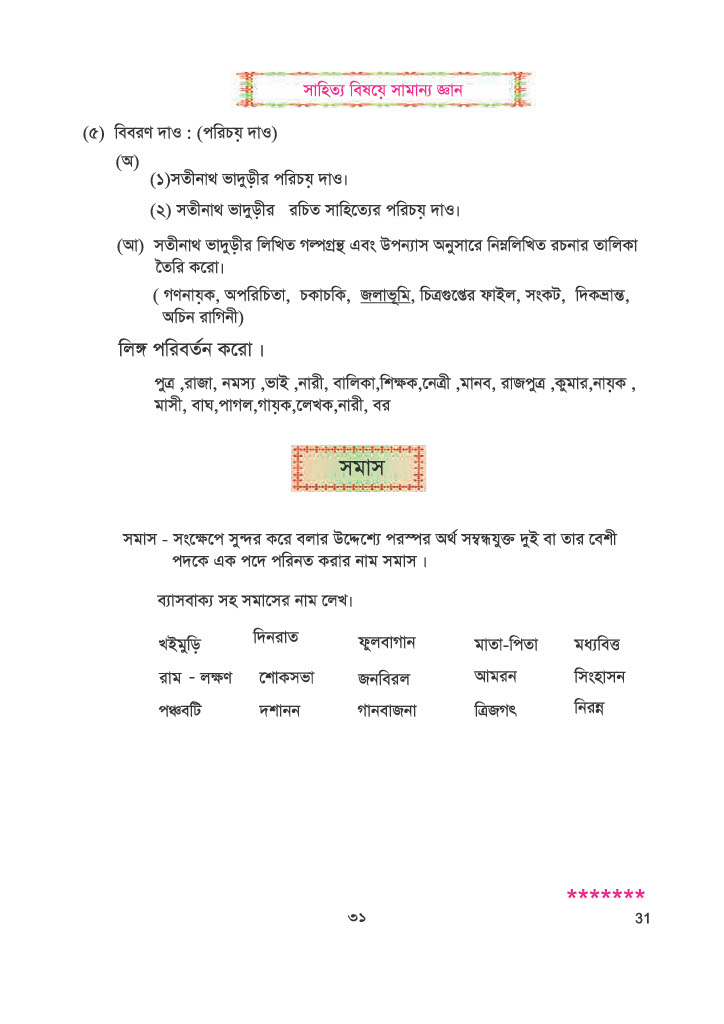 সাহিত্য বিষয়ে সামান্য জ্ঞান
(৫) বিবরণ দাও : (পরিচয় দাও)
(অ)
(১)সতীনাথ ভাদুড়ীর পরিচয় দাও।
(২) সতীনাথ ভাদুড়ীর রচিত সাহিত্যের পরিচয় দাও।
(আ) সতীনাথ ভাদুড়ীর লিখিত গল্পগ্রন্থ এবং উপন্যাস অনুসারে নিম্নলিখিত রচনার তালিকা
তৈরি করো।
( গণনায়ক, অপরিচিতা, চকাচকি, জলাভূমি, চিত্রগুপ্তের ফাইল, সংকট, দিকভ্রান্ত,
অচিন রাগিনী)
লিঙ্গ পরিবর্তন করো ।
পুত্র ,রাজা, নমস্য ,ভাই ,নারী, বালিকা,শিক্ষক,নেত্রী ,মানব, রাজপুত্র ,কুমার,নায়ক ,
মাসী, বাঘ,পাগল,গায়ক,লেখক,নারী, বর
সমাস
সমাস - সংক্ষেপে সুন্দর করে বলার উদ্দেশ্যে পরস্পর অর্থ সম্বন্ধযুক্ত দুই বা তার বেশী
পদকে এক পদে পরিনত করার নাম সমাস ।
ব্যাসবাক্য সহ সমাসের নাম লেখ।
খইমুড়ি দিনরাত ফুলবাগান মাতা-পিতা মধ্যবিত্ত
রাম - লক্ষণ শোকসভা জনবিরল আমরন সিংহাসন
পঞ্চবটি দশানন গানবাজনা ত্রিজগৎ নিরন্ন
*******
৩১ 31